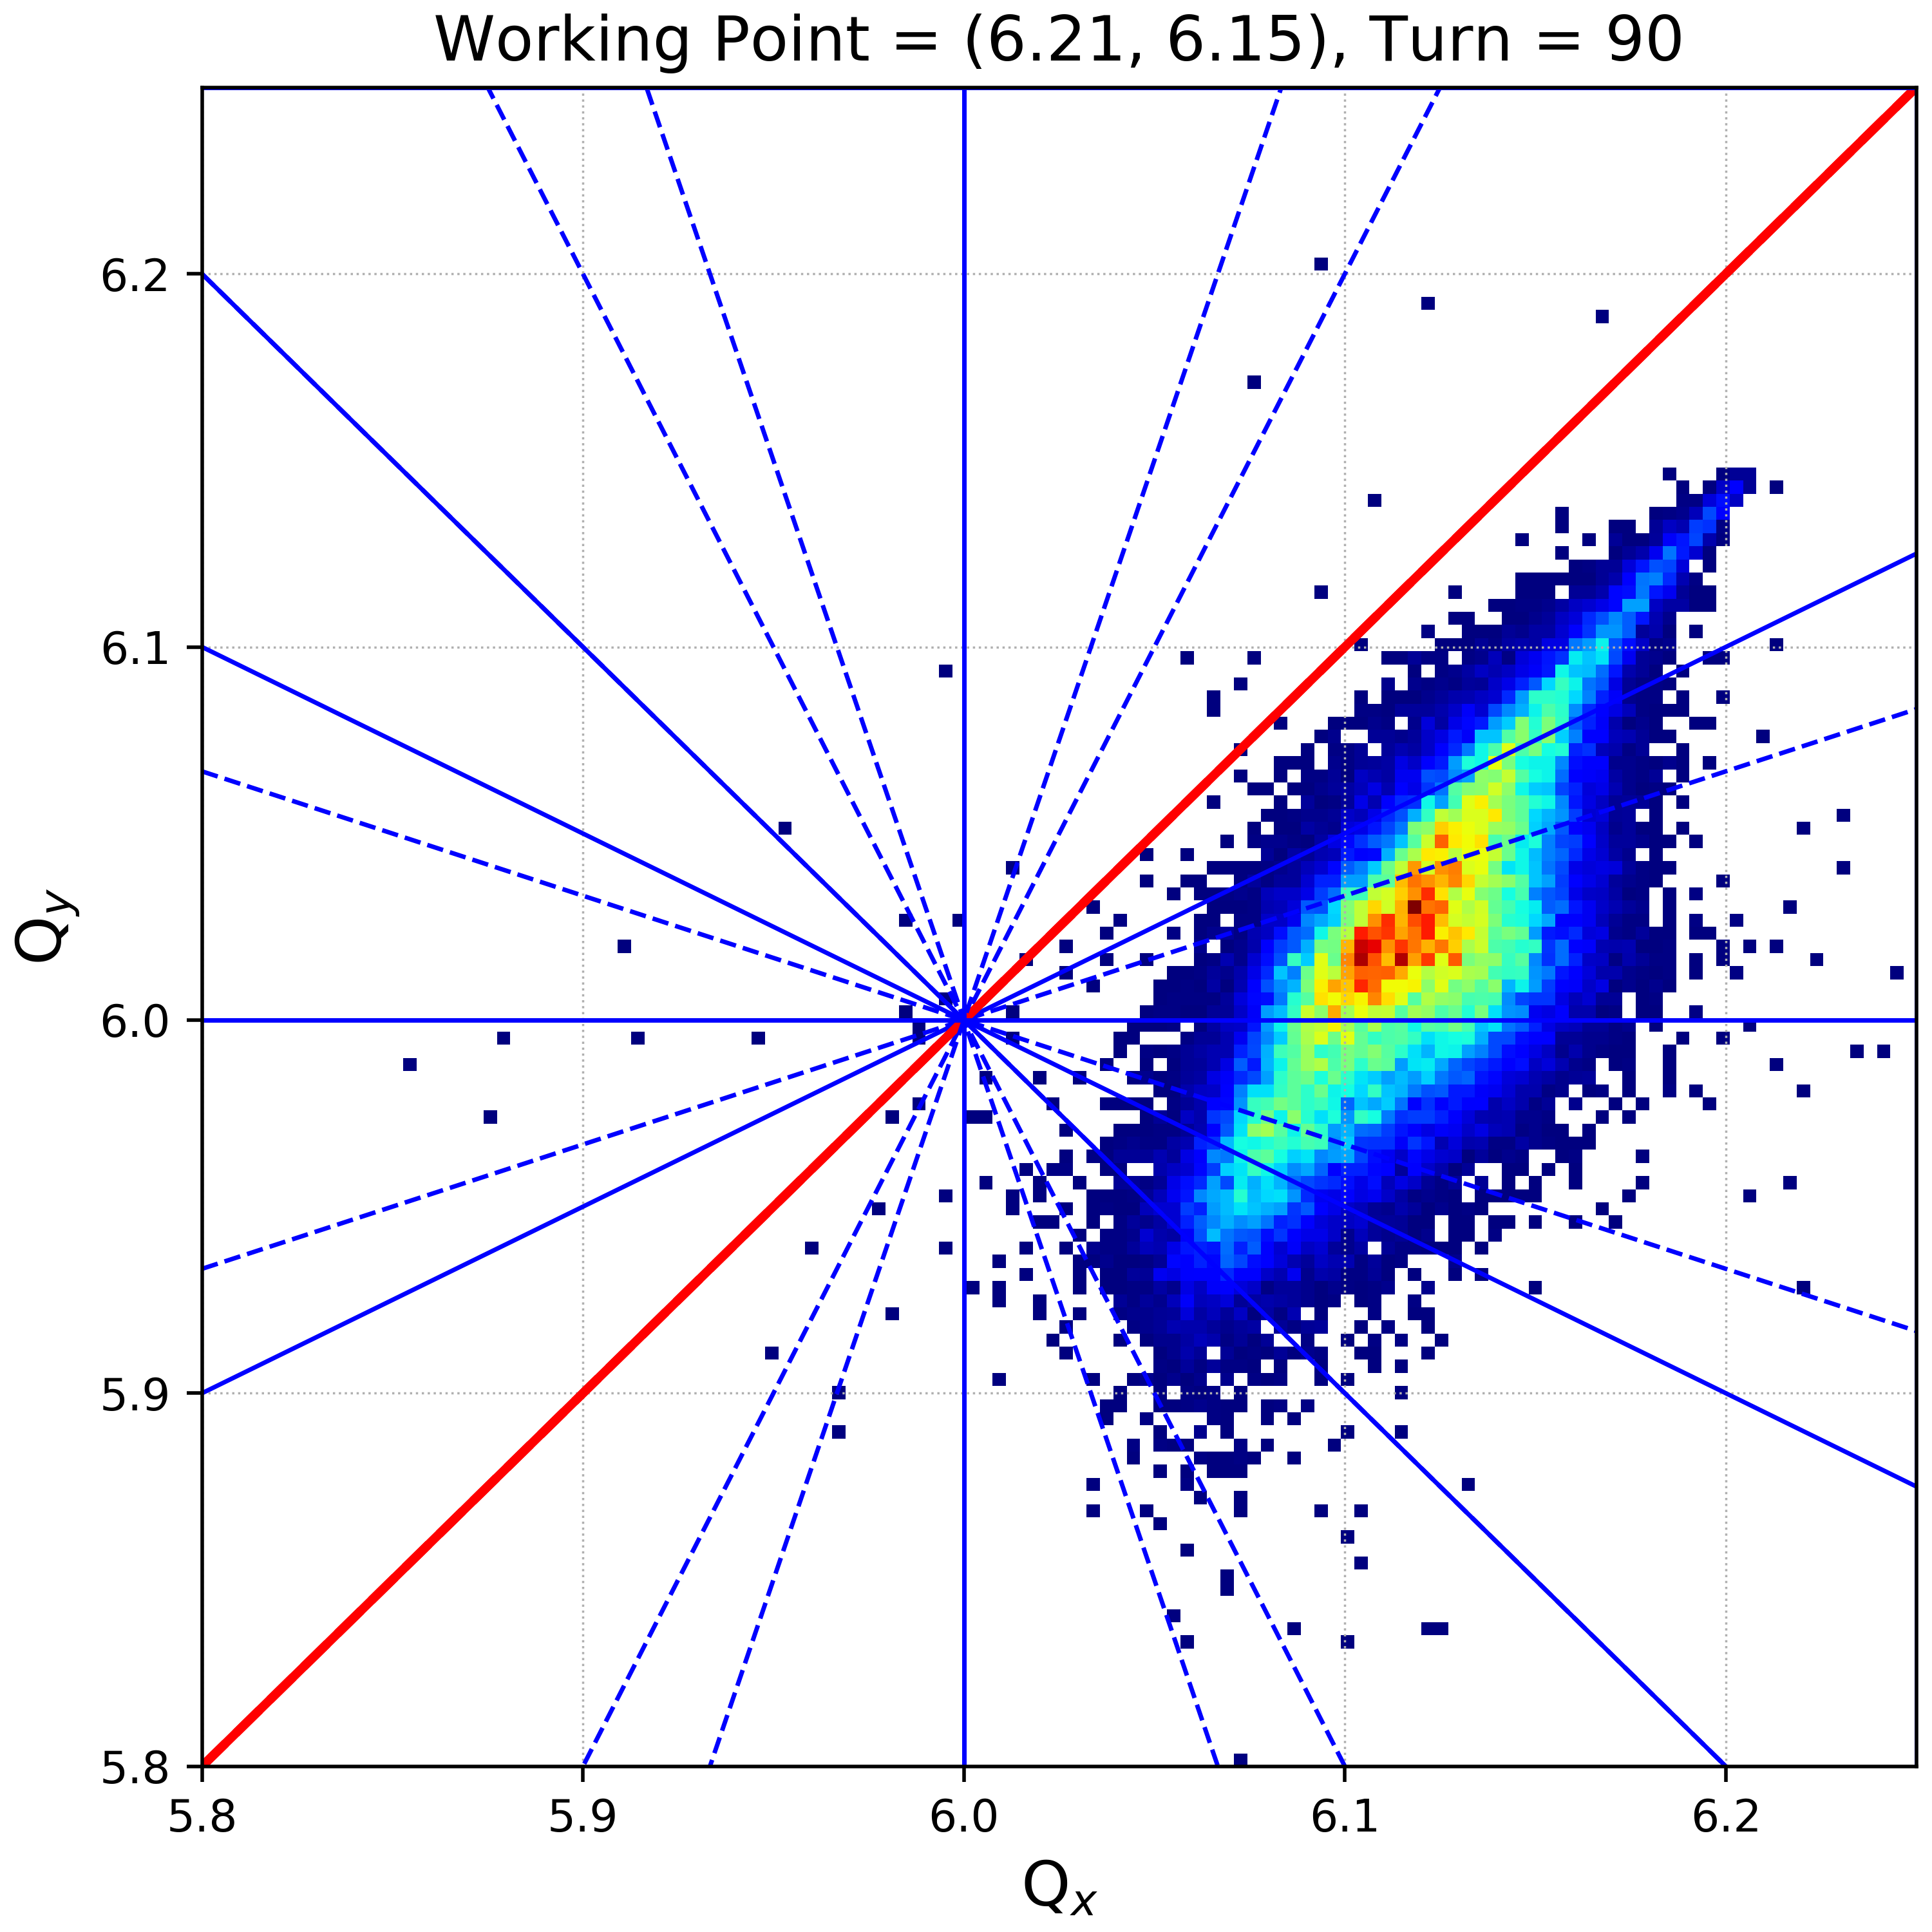 Working Point = (6.21, 6.15), Turn = 90
6.2
6.1
6.0
5.9
5.8
Qy
5.8 5.9 6.0 6.1 6.2
Qx